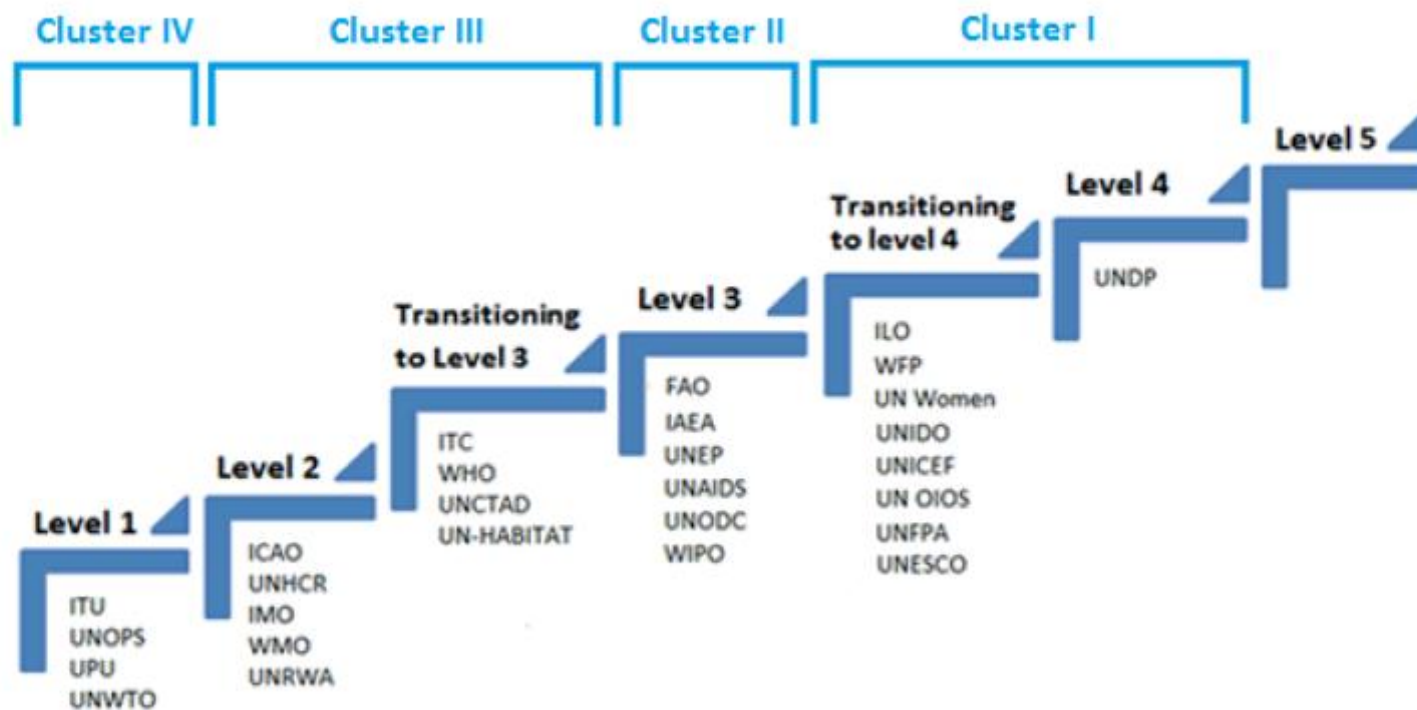 Cluster IV
Cluster III
Cluster II
Cluster I
Level 1
ITU
UNOPS
UPU
UNWTO
Level 2
ICAO
UNHCR
IMO
WMO
UNRWA
Transitioning
to Level 3
ITC
WHO
UNCTAD
UN-HABITAT
Level 3
FAO
IAEA
UNEP
UNAIDS
UNODC
WIPO
Transitioning
to level 4
ILO
WFP
UN Women
UNIDO
UNICEF
UN OIOS
UNFPA
UNESCO
Level 4
UNDP
Level 5